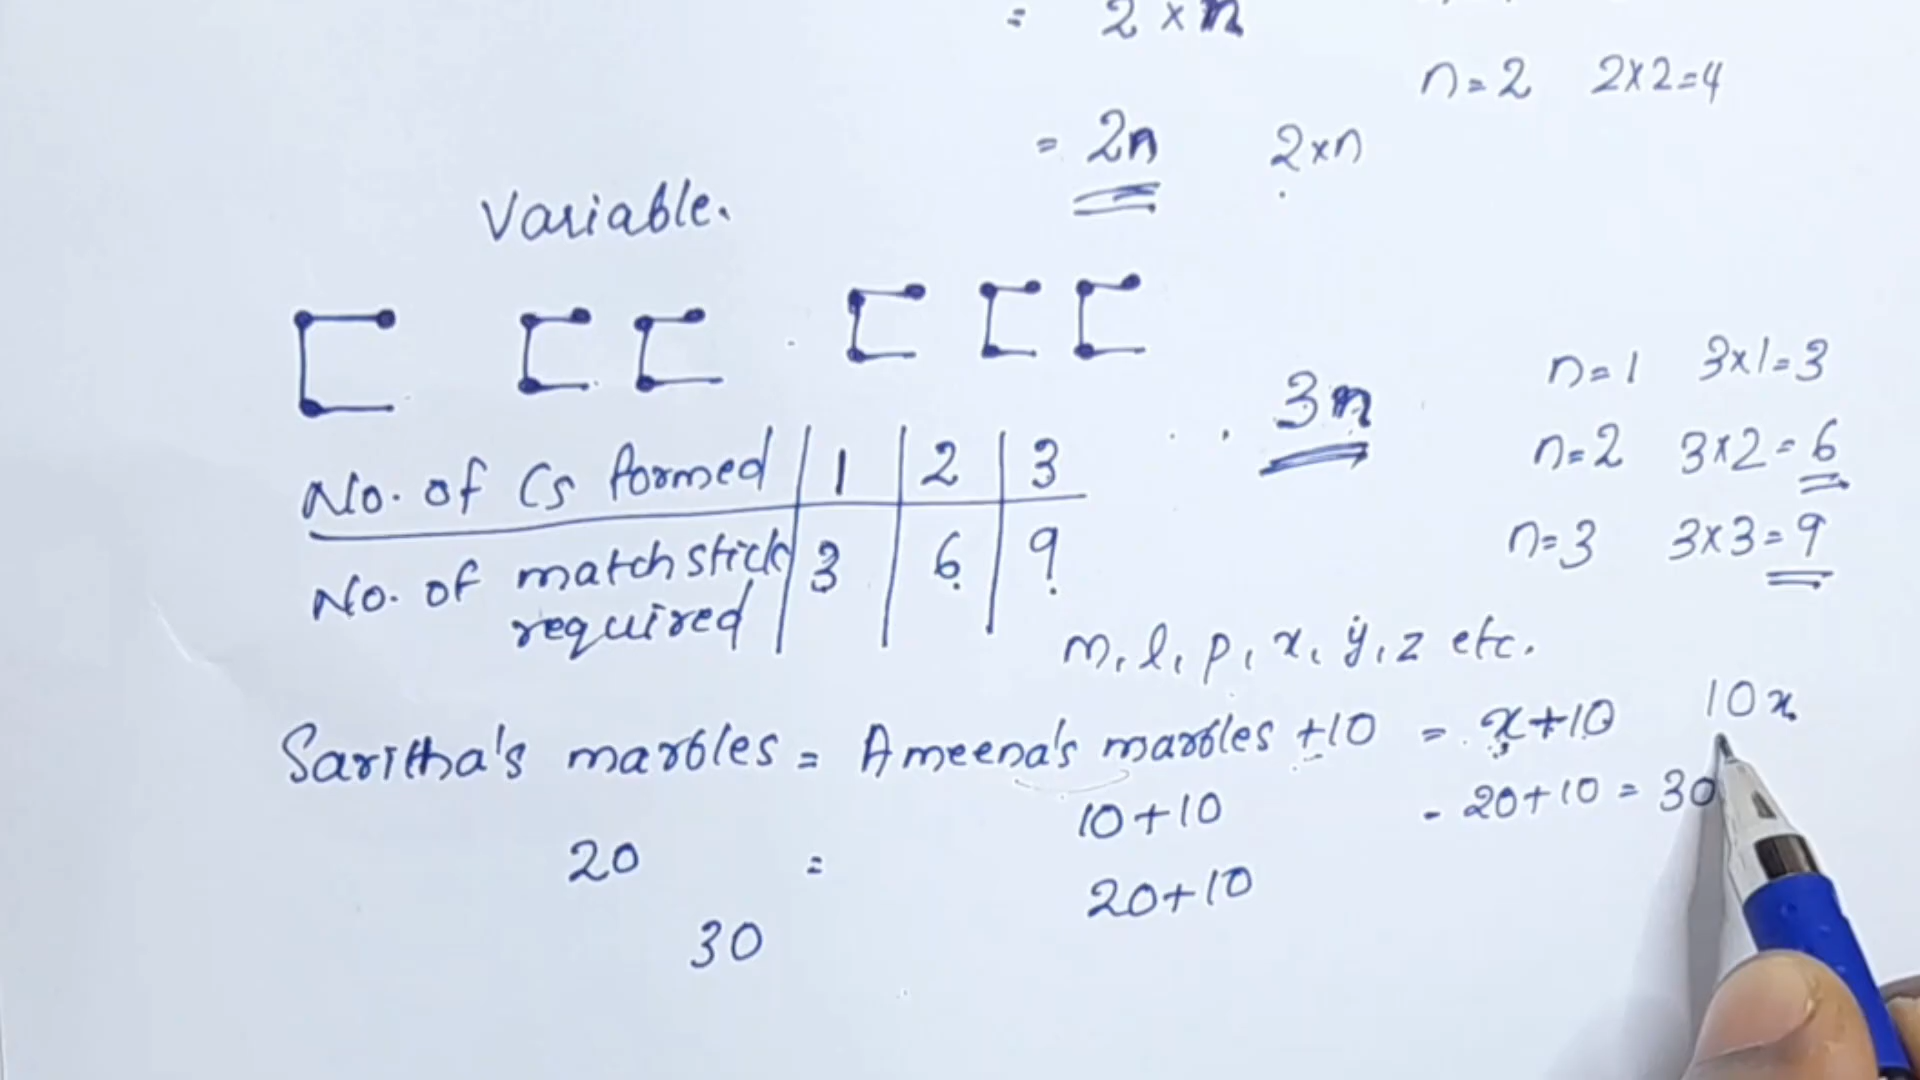 = 2 × n
n=2 2×2=4
= 2n 2×n
Variable.
n=1 3×1=3
3n
n=2 3×2=6
No. of Cs formed 1 2 3
n=3 3×3=9
No. of matchstick required 3 6 9
m, l, p, x, y, z etc.
Saritha's marbles = Ameena's marbles +10 = x+10 10x
10+10 = 20+10 = 30
20 =
20+10
30